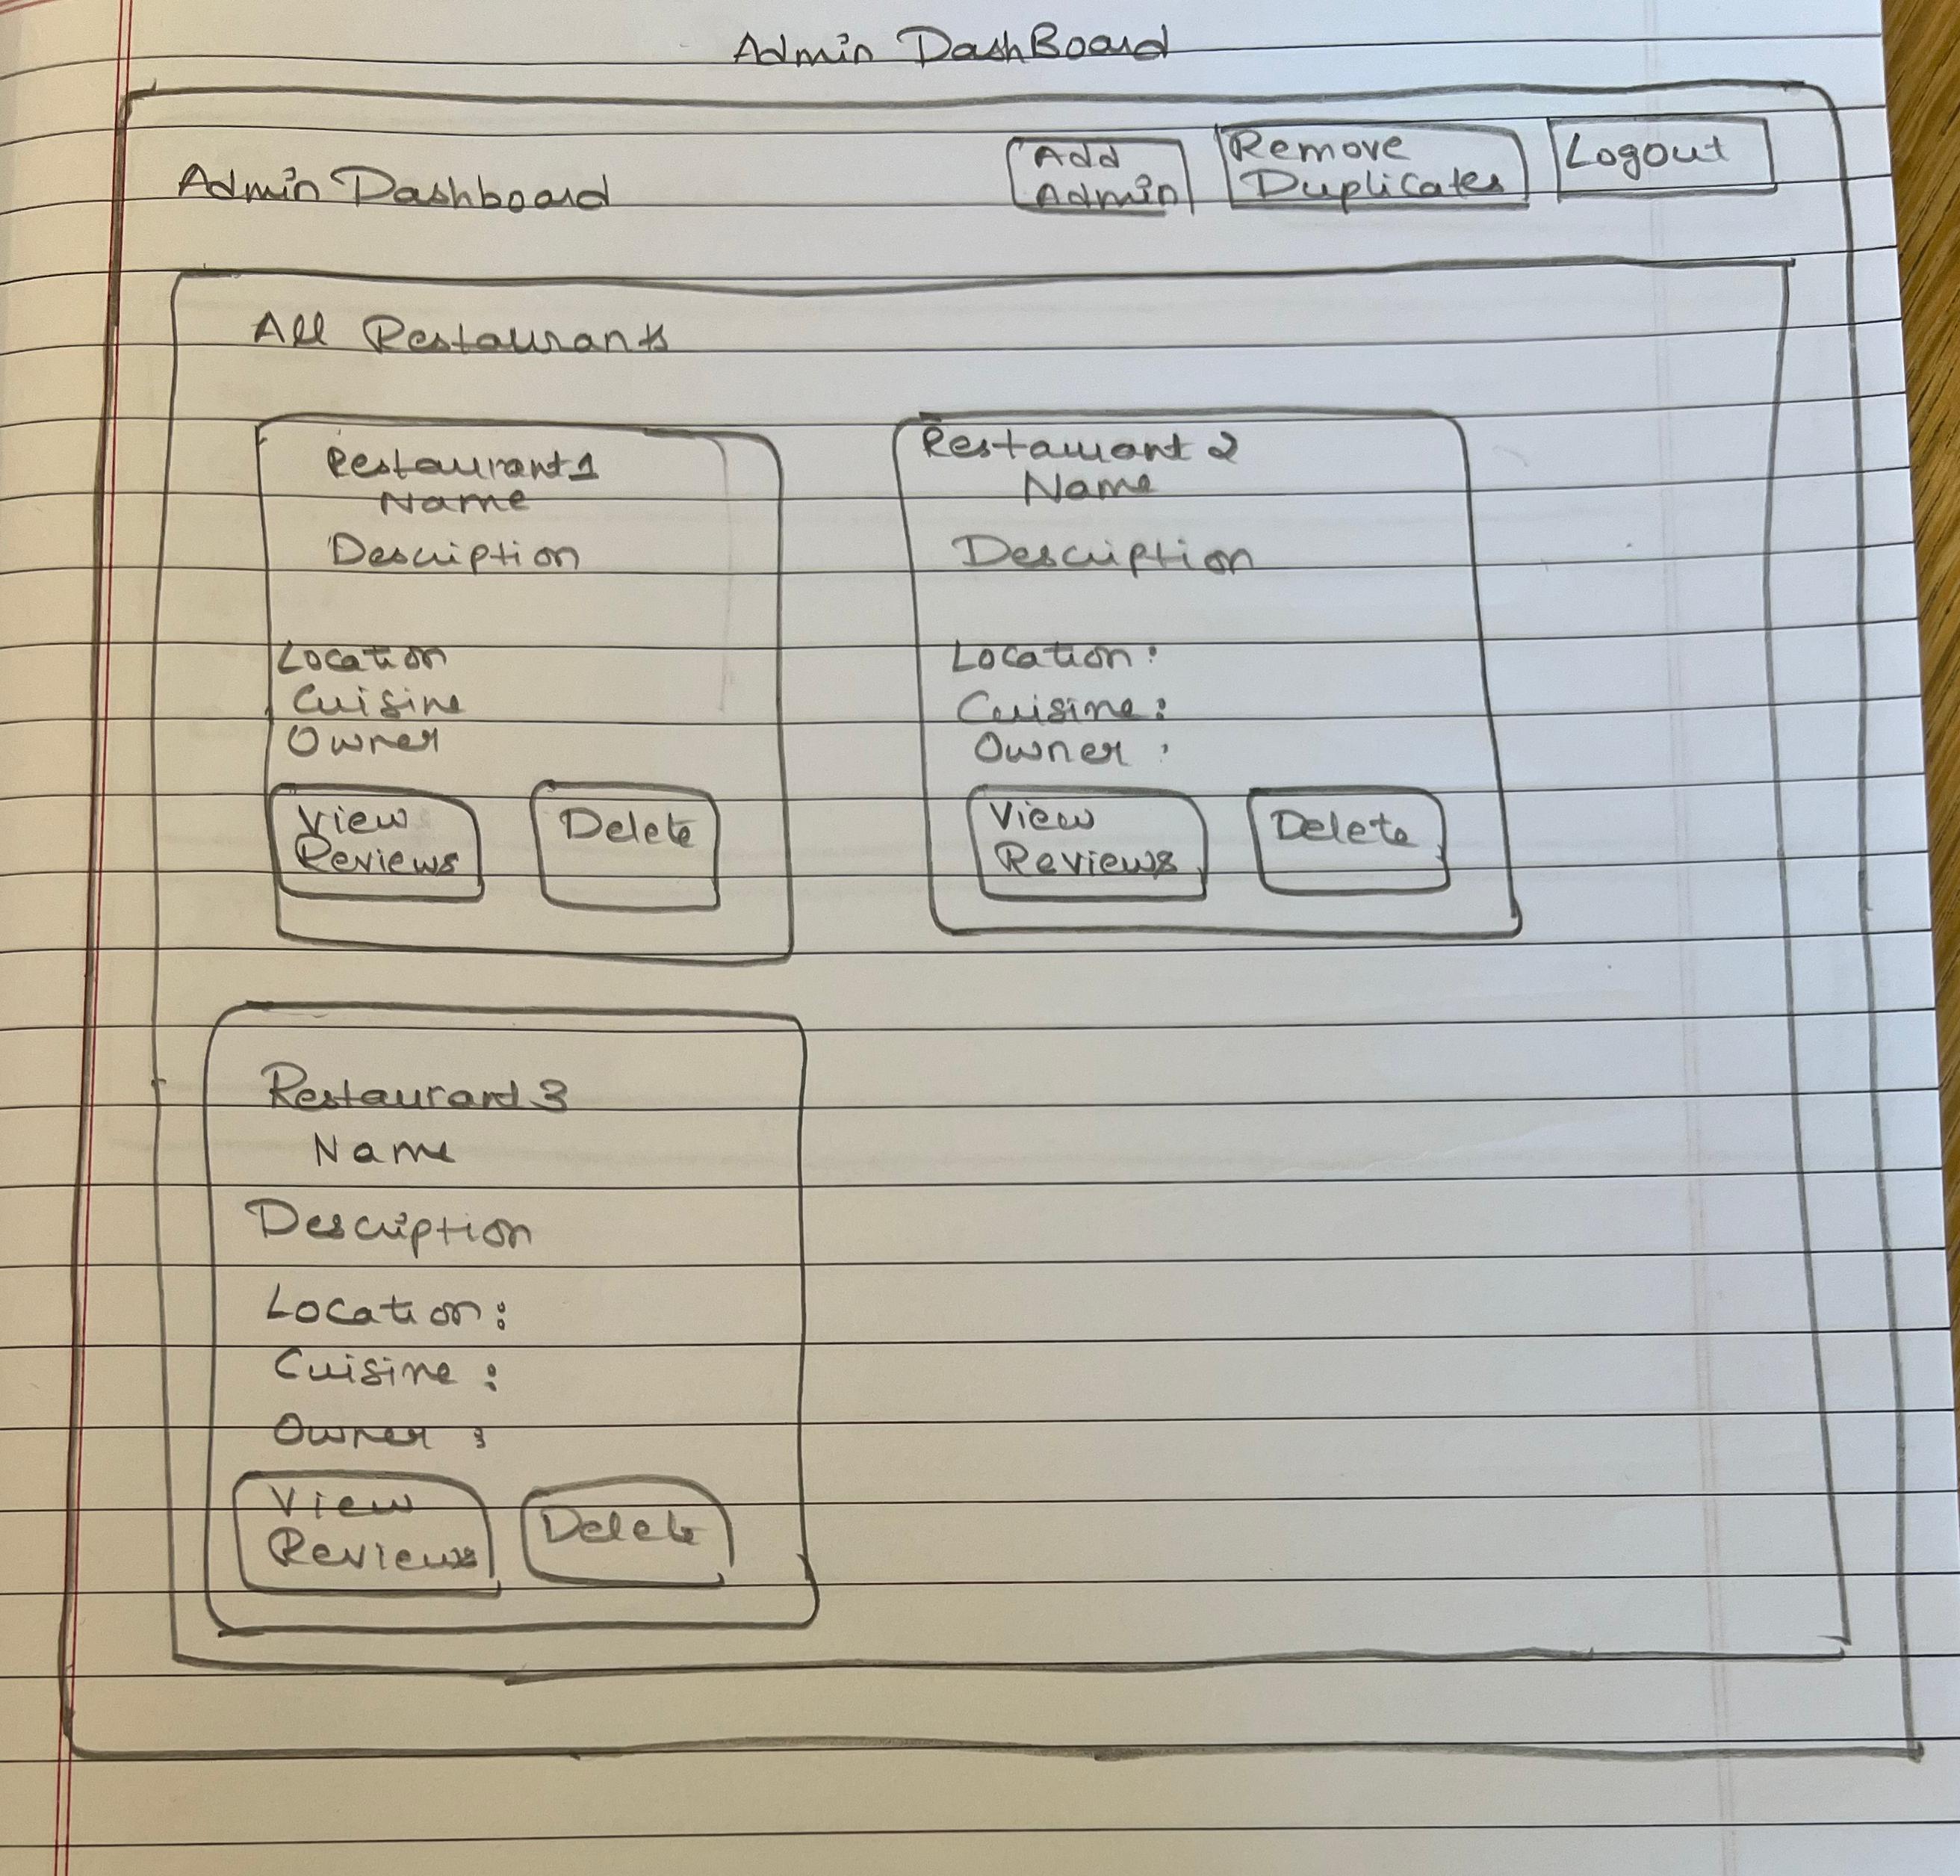 Admin DashBoard
Admin Dashboard
Add
Admin
Remove
Duplicates
Logout
All Restaurants
Restaurant1
Name
Description
Location
Cuisine
Owner
View
Reviews
Delete
Restaurant 2
Name
Description
Location:
Cuisine:
Owner :
View
Reviews
Delete
Restaurant 3
Name
Description
Location:
Cuisine :
Owner :
View
Reviews
Delete